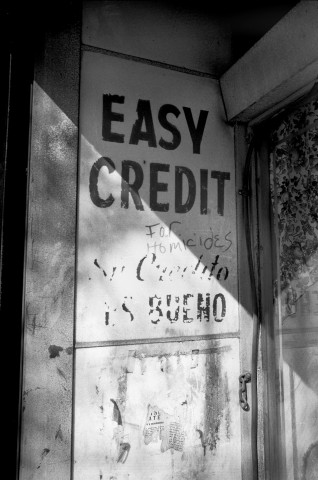 EASY
CREDIT
For
Homicides
Su Credito
ES BUENO